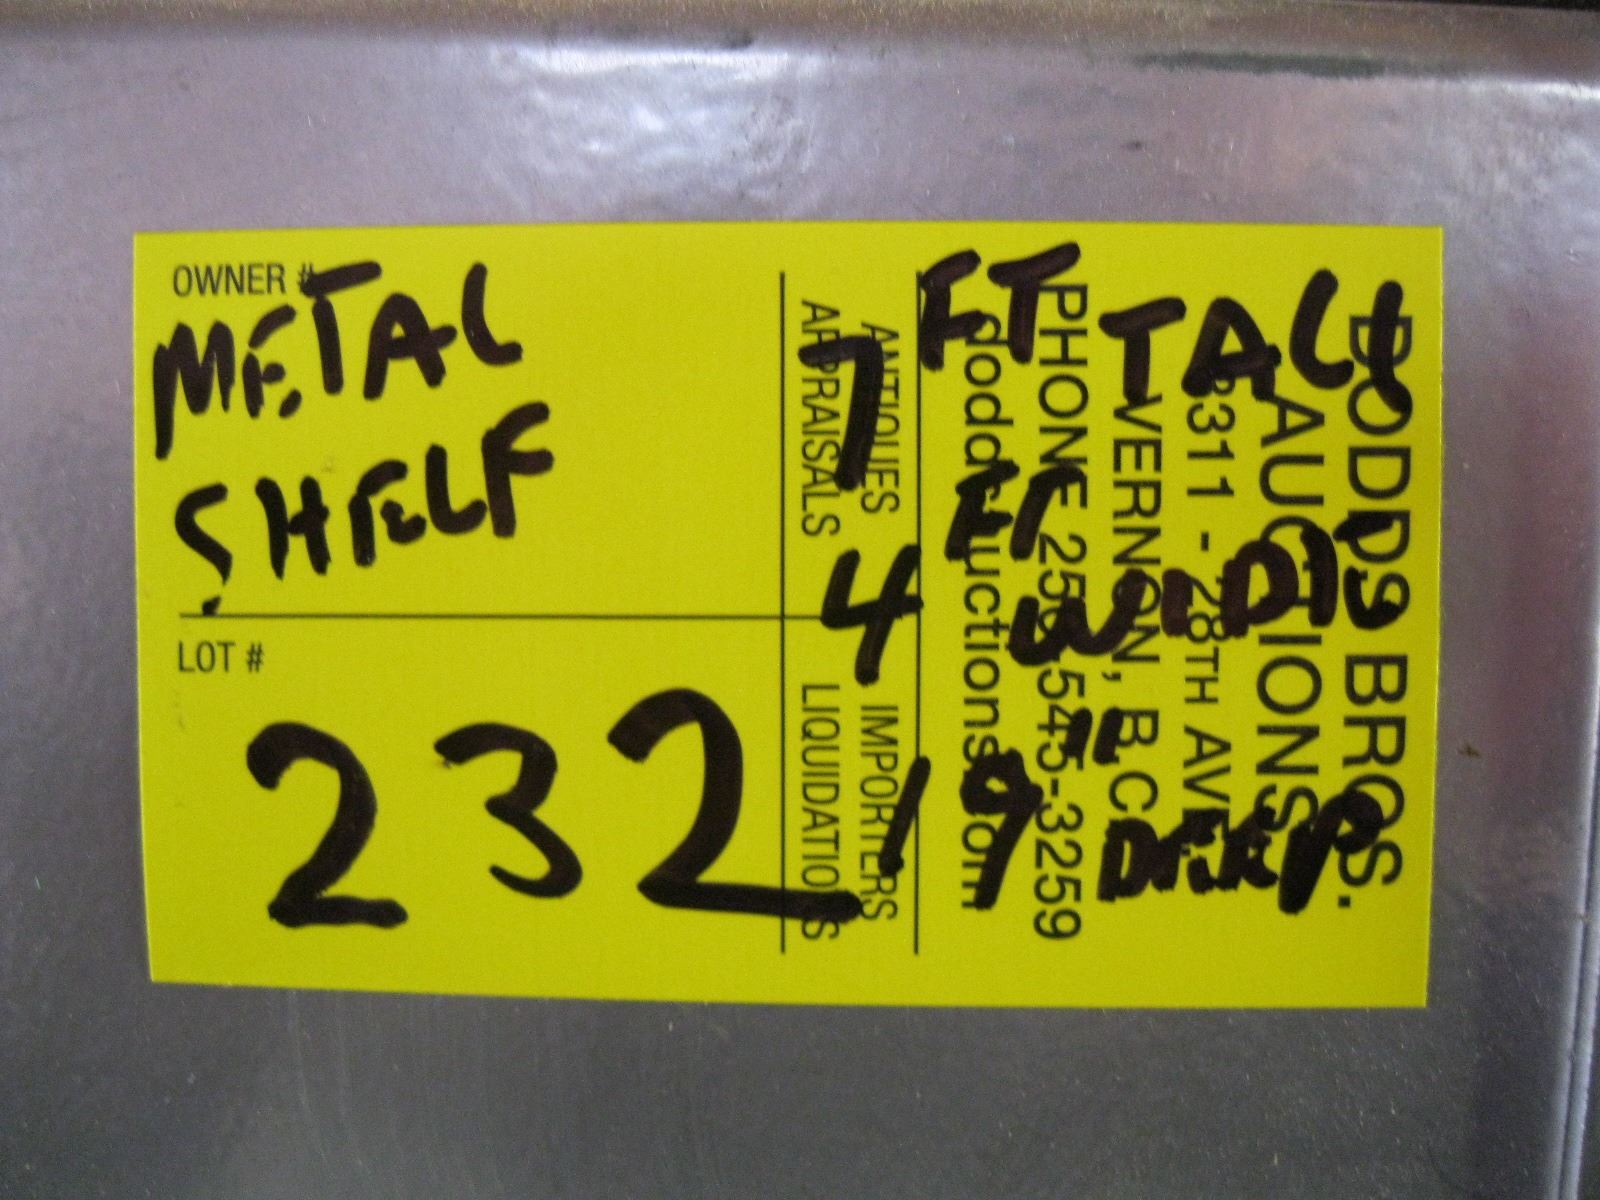 OWNER #
METAL
SHELF
LOT #
232
7 FT TALL
4 FT WIDE
19" DEEP
DODDS BROS.
AUCTIONS
3311 - 28TH AVE
VERNON, B.C.
PHONE 250-545-3259
doddsauctions.com
ANTIQUES IMPORTERS
APPRAISALS LIQUIDATIONS